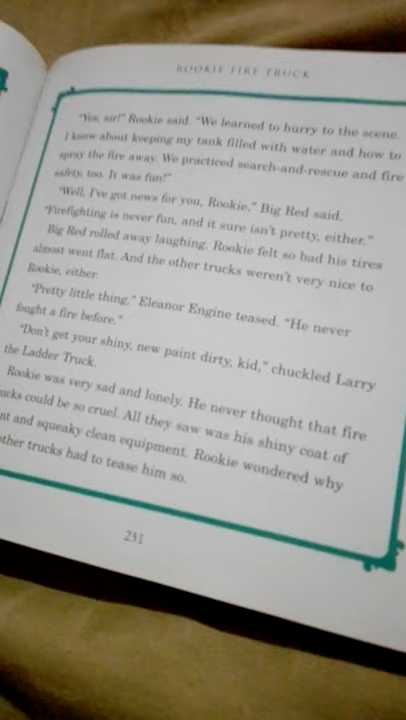 ROOKIE FIRE TRUCK
"Yes, sir!" Rookie said. "We learned to hurry to the scene.
I know about keeping my tank filled with water and how to
spray the fire away. We practiced search-and-rescue and fire
safety, too. It was fun!"
"Well, I've got news for you, Rookie," Big Red said.
"Firefighting is never fun, and it sure isn't pretty, either."
Big Red rolled away laughing. Rookie felt so bad his tires
almost went flat. And the other trucks weren't very nice to
Rookie, either.
"Pretty little thing," Eleanor Engine teased. "He never
fought a fire before."
"Don't get your shiny, new paint dirty, kid," chuckled Larry
the Ladder Truck.
Rookie was very sad and lonely. He never thought that fire
ucks could be so cruel. All they saw was his shiny coat of
nt and squeaky clean equipment. Rookie wondered why
other trucks had to tease him so.
231